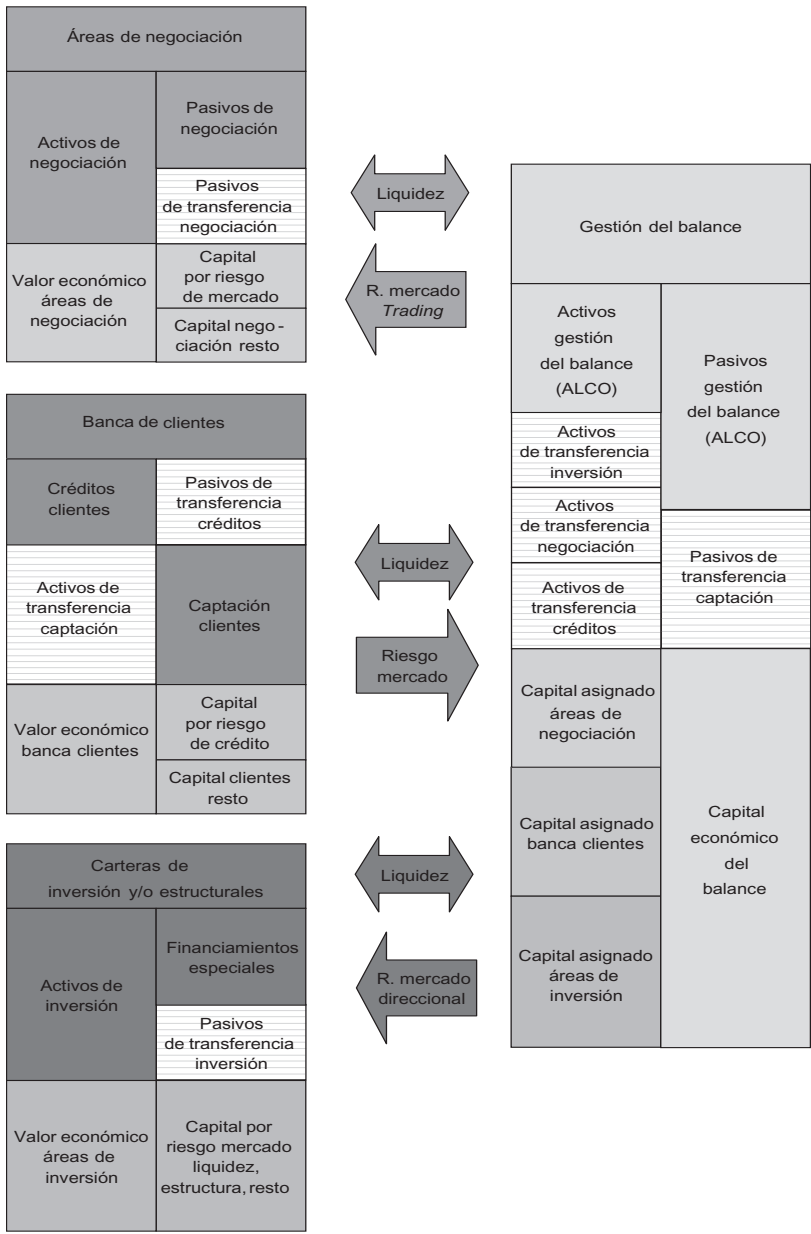 Áreas de negociación
Activos de
negociación
Pasivos de
negociación
Pasivos
de transferencia
negociación
Valor económico
áreas de
negociación
Capital
por riesgo
de mercado
Capital nego -
ciación resto
Liquidez
R. mercado
Trading
Banca de clientes
Créditos
clientes
Pasivos de
transferencia
créditos
Activos de
transferencia
captación
Captación
clientes
Valor económico
banca clientes
Capital
por riesgo
de crédito
Capital clientes
resto
Liquidez
Riesgo
mercado
Carteras de
inversión y/o estructurales
Activos de
inversión
Financiamientos
especiales
Pasivos
de transferencia
inversión
Valor económico
áreas de
inversión
Capital por
riesgo mercado
liquidez,
estructura, resto
Liquidez
R. mercado
direccional
Gestión del balance
Activos
gestión
del balance
(ALCO)
Pasivos
gestión
del balance
(ALCO)
Activos
de transferencia
inversión
Activos
de transferencia
negociación
Activos de
transferencia
créditos
Pasivos de
transferencia
captación
Capital asignado
áreas de
negociación
Capital asignado
banca clientes
Capital asignado
áreas de
inversión
Capital
económico
del
balance